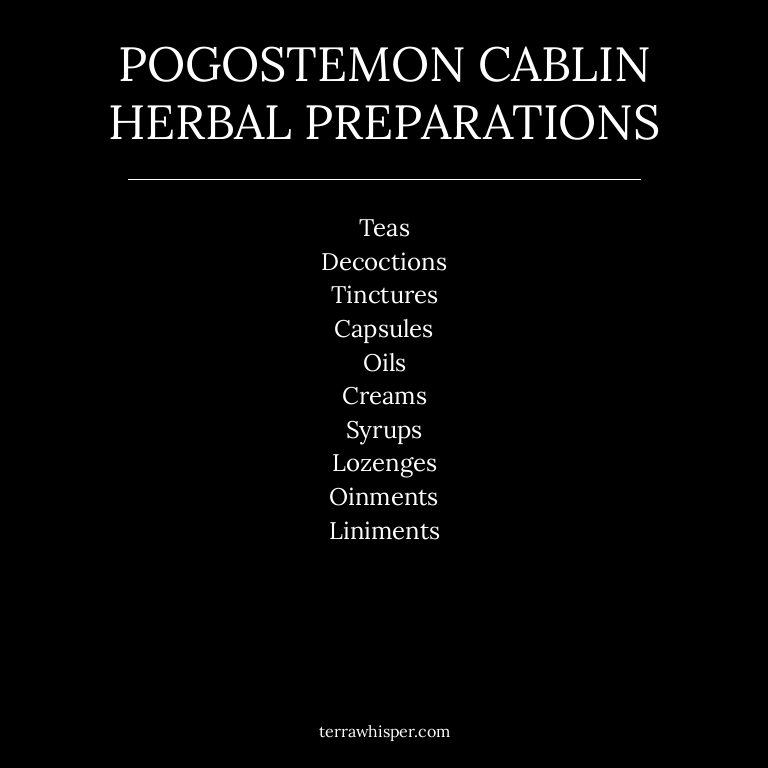 POGOSTEMON CABLIN
HERBAL PREPARATIONS
Teas
Decoctions
Tinctures
Capsules
Oils
Creams
Syrups
Lozenges
Oinments
Liniments
terrawhisper.com